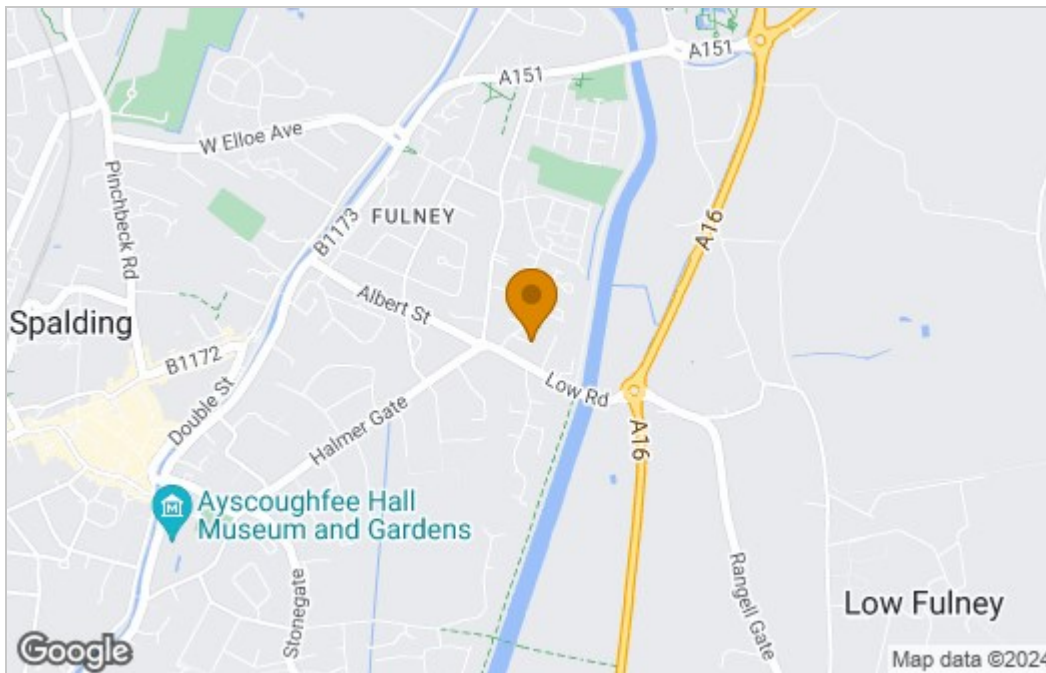 A151
A151
W Elloe Ave
Pinchbeck Rd
FULNEY
B1173
A16
Albert St
Spalding
B1172
Low Rd
Double St
Halmer Gate
A16
Ayscoughfee Hall
Museum and Gardens
Rangell Gate
Stonegate
Low Fulney
Google
Map data ©2024